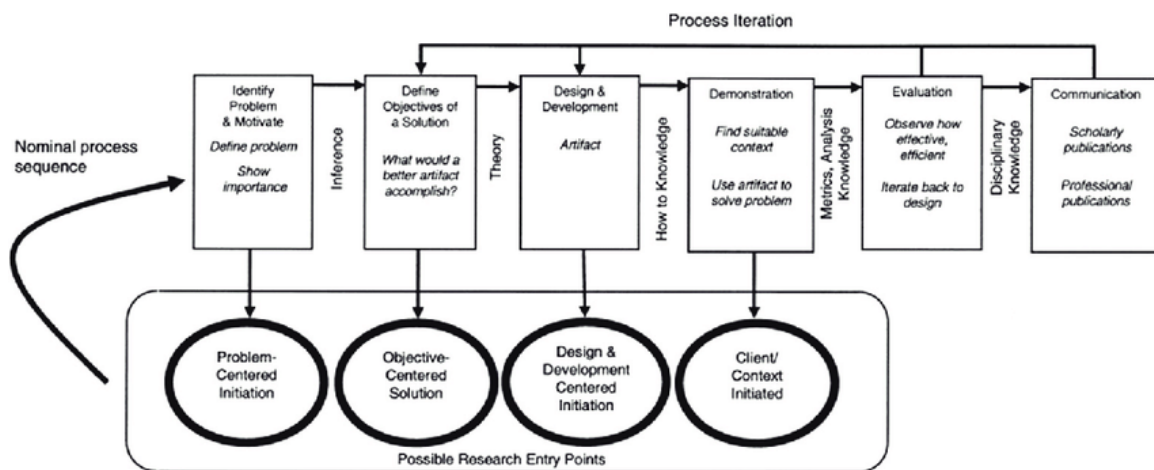 Process Iteration
Nominal process
sequence
Identify
Problem
& Motivate
Define problem
Show
importance
Inference
Define
Objectives of
a Solution
What would a
better artifact
accomplish?
Theory
Design &
Development
Artifact
How to Knowledge
Demonstration
Find suitable
context
Use artifact to
solve problem
Metrics, Analysis
Knowledge
Evaluation
Observe how
effective,
efficient
Iterate back to
design
Disciplinary
Knowledge
Communication
Scholarly
publications
Professional
publications
Problem-
Centered
Initiation
Objective-
Centered
Solution
Design &
Development
Centered
Initiation
Client/
Context
Initiated
Possible Research Entry Points